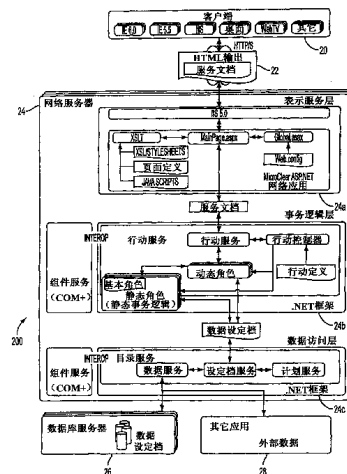 客户端
IE6.0 IE5.5 桌面 WebTV 其它
20
HTTP/S
HTML输出
服务文档
22
24
网络服务器
表示服务层
IIS 5.0
XSLT MainPage.aspx Global.asax
XSL/STYLESHEETS
Web.config
页面定义
JAVASCRIPTS
MicroClear ASP.NET
网络应用
24a
服务文档
事务逻辑层
INTEROP
行动服务
行动服务 行动控制器
组件服务
(COM+)
动态角色
基本角色
静态角色
(静态事务逻辑)
行动定义
.NET框架
24b
数据设定档
200
数据访问层
INTEROP
目录服务
组件服务
(COM+)
数据服务 设定档服务 计划服务
.NET框架
24c
数据库服务器
数据
设定档
26
其它应用
外部数据
28